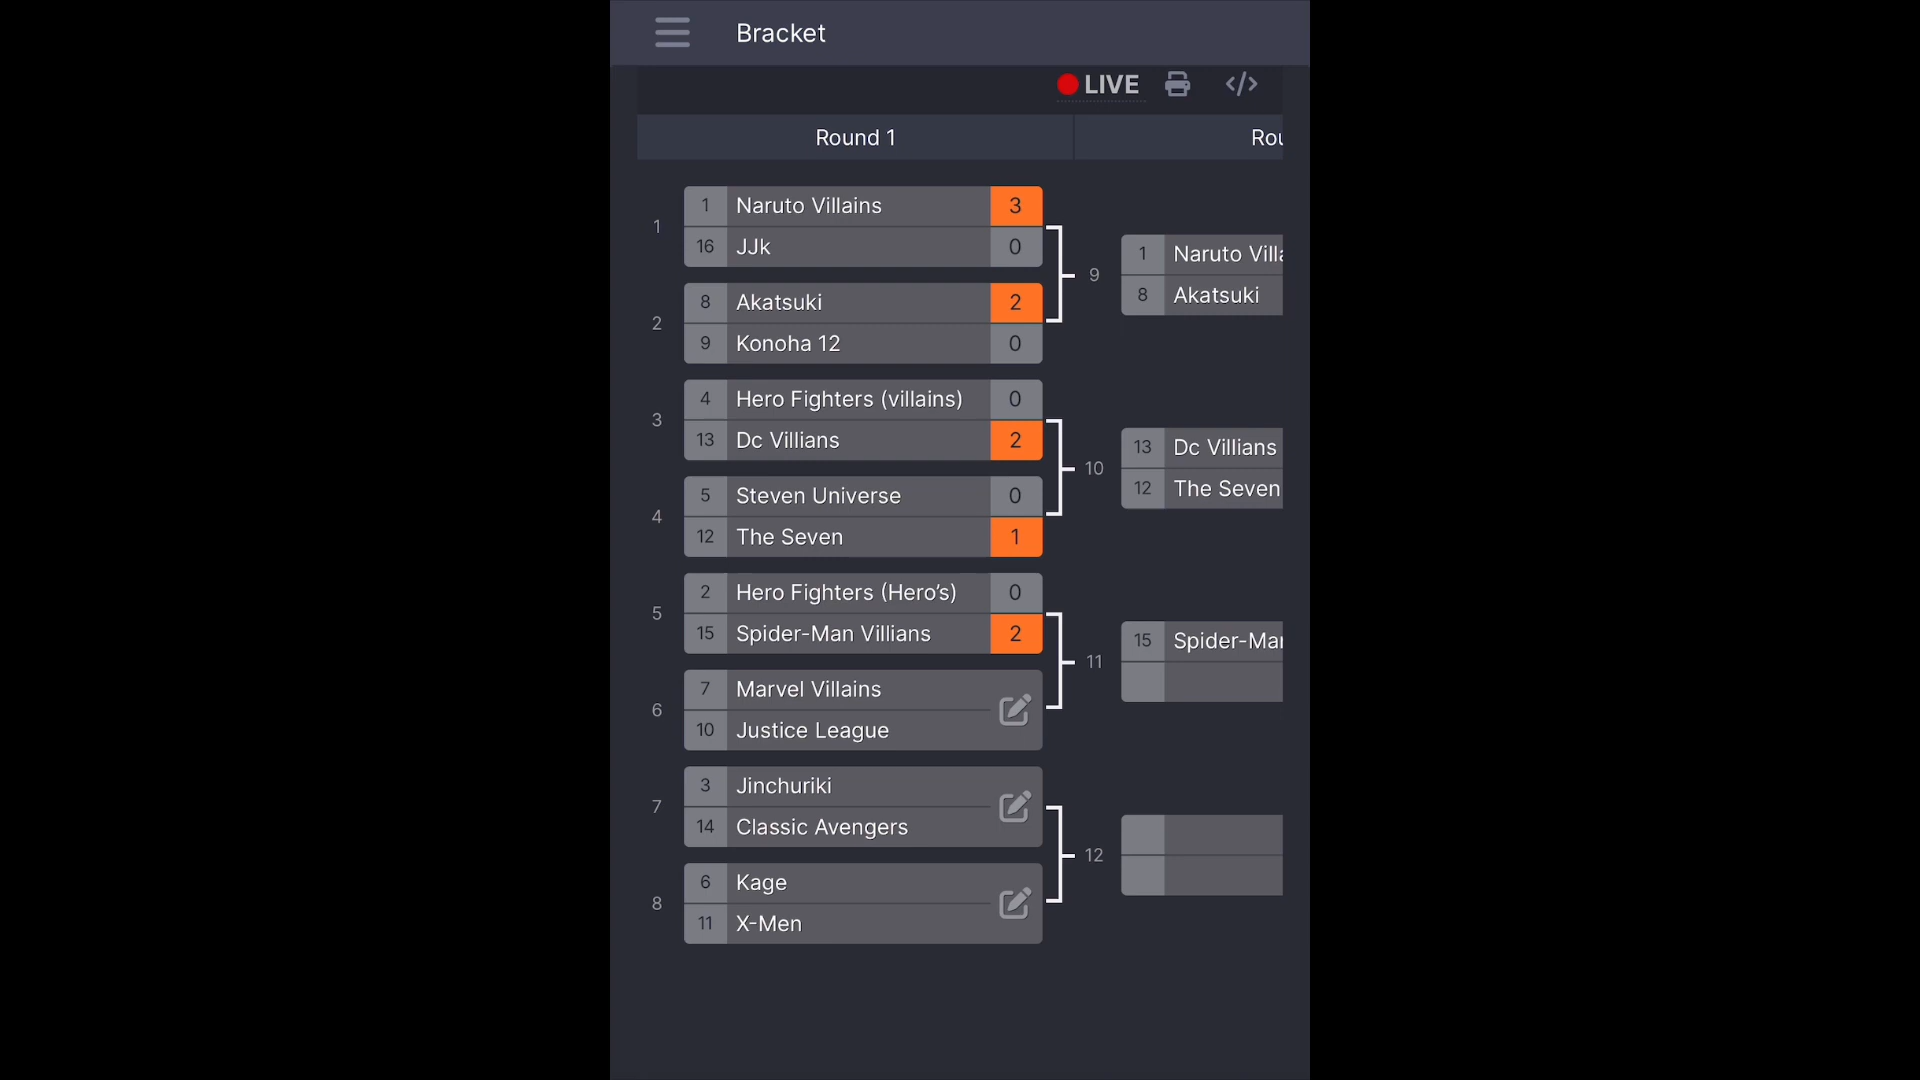 Bracket
LIVE
</>
Round 1
Rou
1
1 Naruto Villains 3
16 JJk 0
2
8 Akatsuki 2
9 Konoha 12 0
9
1 Naruto Villa
8 Akatsuki
3
4 Hero Fighters (villains) 0
13 Dc Villians 2
4
5 Steven Universe 0
12 The Seven 1
10
13 Dc Villians
12 The Seven
5
2 Hero Fighters (Hero’s) 0
15 Spider-Man Villians 2
6
7 Marvel Villains
10 Justice League
11
15 Spider-Man
7
3 Jinchuriki
14 Classic Avengers
8
6 Kage
11 X-Men
12